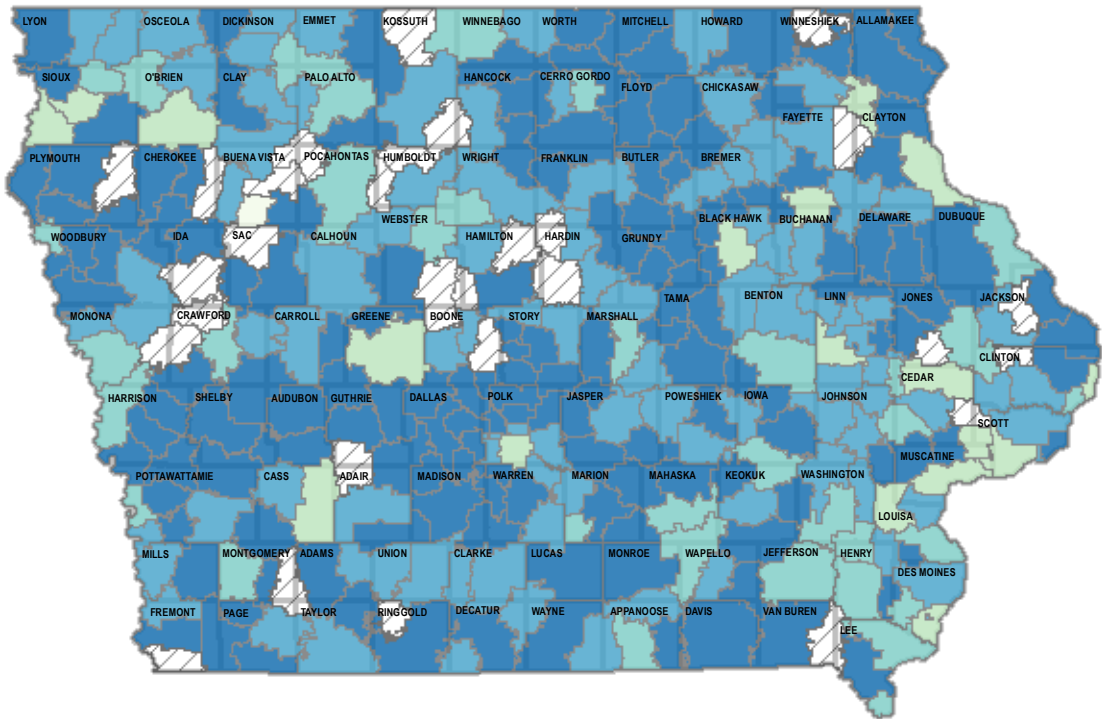 LYON
OSCEOLA
DICKINSON
EMMET
KOSSUTH
WINNEBAGO
WORTH
MITCHELL
HOWARD
WINNESHIEK
ALLAMAKEE
SIOUX
O'BRIEN
CLAY
PALO ALTO
HANCOCK
CERRO GORDO
FLOYD
CHICKASAW
FAYETTE
CLAYTON
PLYMOUTH
CHEROKEE
BUENA VISTA
POCAHONTAS
HUMBOLDT
WRIGHT
FRANKLIN
BUTLER
BREMER
WOODBURY
IDA
SAC
CALHOUN
WEBSTER
HAMILTON
HARDIN
GRUNDY
BLACK HAWK
BUCHANAN
DELAWARE
DUBUQUE
MONONA
CRAWFORD
CARROLL
GREENE
BOONE
STORY
MARSHALL
TAMA
BENTON
LINN
JONES
JACKSON
CLINTON
CEDAR
HARRISON
SHELBY
AUDUBON
GUTHRIE
DALLAS
POLK
JASPER
POWESHIEK
IOWA
JOHNSON
SCOTT
MUSCATINE
POTTAWATTAMIE
CASS
ADAIR
MADISON
WARREN
MARION
MAHASKA
KEOKUK
WASHINGTON
LOUISA
MILLS
MONTGOMERY
ADAMS
UNION
CLARKE
LUCAS
MONROE
WAPELLO
JEFFERSON
HENRY
DES MOINES
FREMONT
PAGE
TAYLOR
RINGGOLD
DECATUR
WAYNE
APPANOOSE
DAVIS
VAN BUREN
LEE